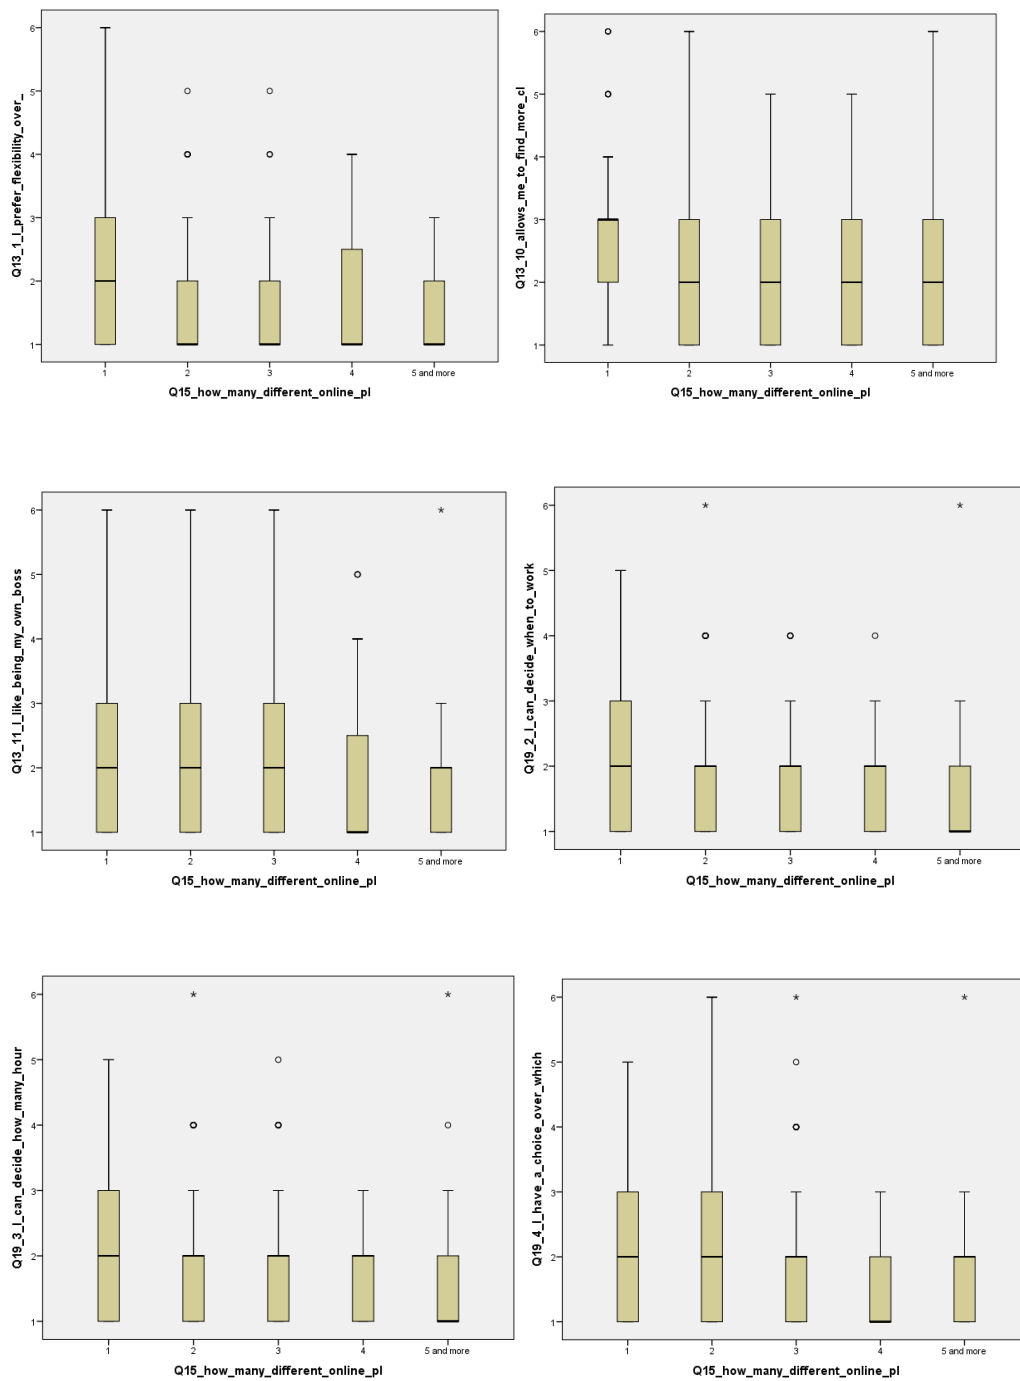 Q13_1_I_prefer_flexibility_over_
6
5
4
3
2
1
1 2 3 4 5 and more
Q15_how_many_different_online_pl
Q13_10_allows_me_to_find_more_cl
6
5
4
3
2
1
1 2 3 4 5 and more
Q15_how_many_different_online_pl
Q13_11_I_like_being_my_own_boss
6
5
4
3
2
1
1 2 3 4 5 and more
Q15_how_many_different_online_pl
Q19_2_I_can_decide_when_to_work
6
5
4
3
2
1
1 2 3 4 5 and more
Q15_how_many_different_online_pl
Q19_3_I_can_decide_how_many_hour
6
5
4
3
2
1
1 2 3 4 5 and more
Q15_how_many_different_online_pl
Q19_4_I_have_a_choice_over_which
6
5
4
3
2
1
1 2 3 4 5 and more
Q15_how_many_different_online_pl